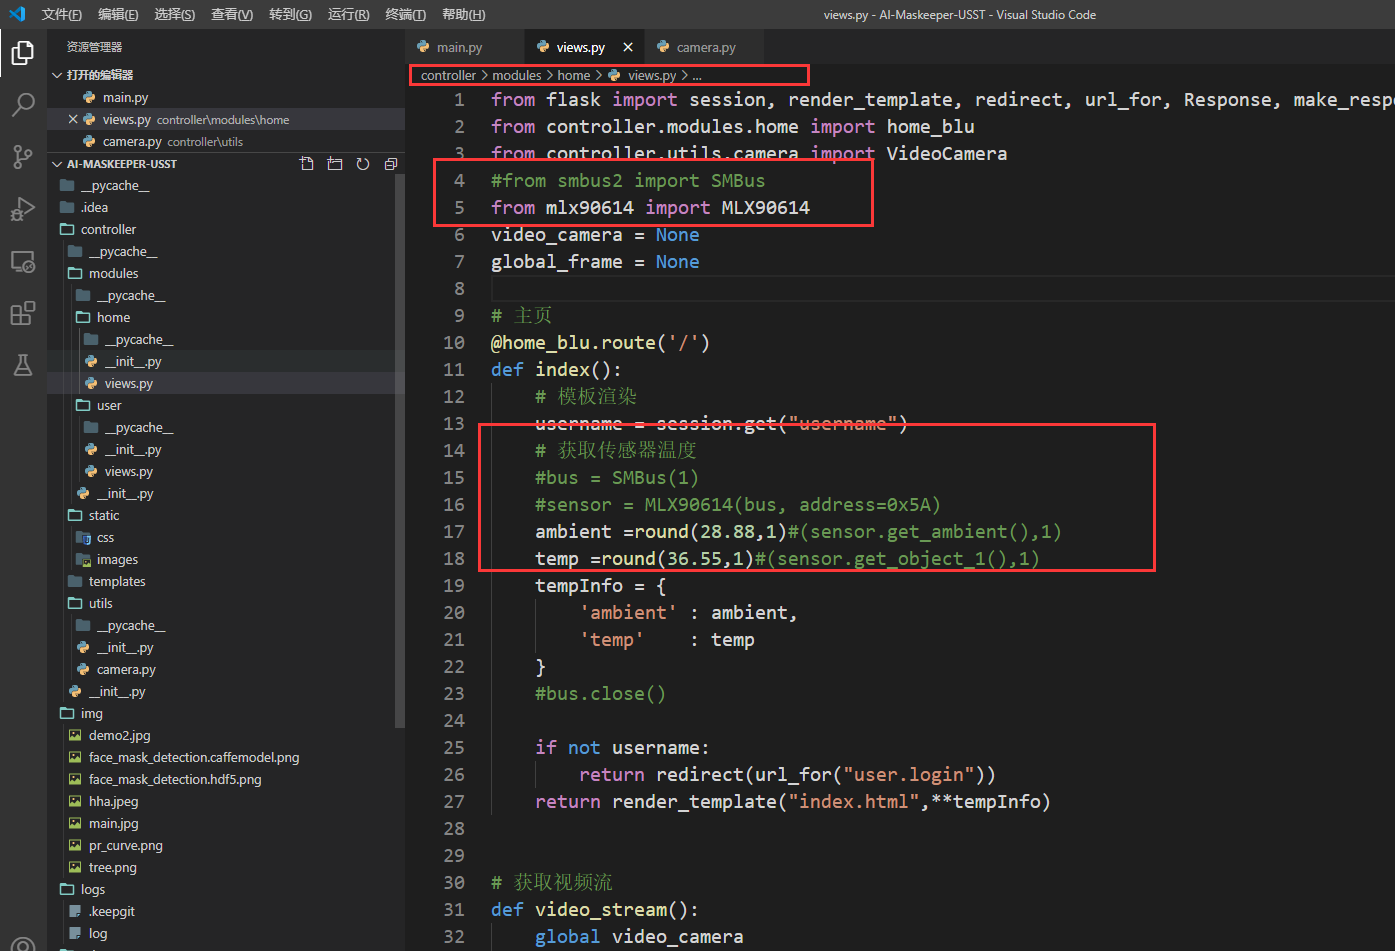 文件(F) 编辑(E) 选择(S) 查看(V) 转到(G) 运行(R) 终端(T) 帮助(H) views.py - AI-Maskeeper-USST - Visual Studio Code
资源管理器
打开的编辑器
main.py
views.py controller\modules\home
camera.py controller\utils
AI-MASKEEPER-USST
__pycache__
.idea
controller
__pycache__
modules
__pycache__
home
__pycache__
__init__.py
views.py
user
__pycache__
__init__.py
views.py
__init__.py
static
css
images
templates
utils
__pycache__
__init__.py
camera.py
__init__.py
img
demo2.jpg
face_mask_detection.caffemodel.png
face_mask_detection.hdf5.png
hha.jpeg
main.jpg
pr_curve.png
tree.png
logs
.keepgit
log
main.py views.py camera.py
controller > modules > home > views.py > ...
1 from flask import session, render_template, redirect, url_for, Response, make_respo
2 from controller.modules.home import home_blu
3 from controller.utils.camera import VideoCamera
4 #from smbus2 import SMBus
5 from mlx90614 import MLX90614
6 video_camera = None
7 global_frame = None
8
9 # 主页
10 @home_blu.route('/')
11 def index():
12 # 模板渲染
13 username = session.get("username")
14 # 获取传感器温度
15 #bus = SMBus(1)
16 #sensor = MLX90614(bus, address=0x5A)
17 ambient =round(28.88,1)#(sensor.get_ambient(),1)
18 temp =round(36.55,1)#(sensor.get_object_1(),1)
19 tempInfo = {
20 'ambient' : ambient,
21 'temp' : temp
22 }
23 #bus.close()
24
25 if not username:
26 return redirect(url_for("user.login"))
27 return render_template("index.html",**tempInfo)
28
29
30 # 获取视频流
31 def video_stream():
32 global video_camera